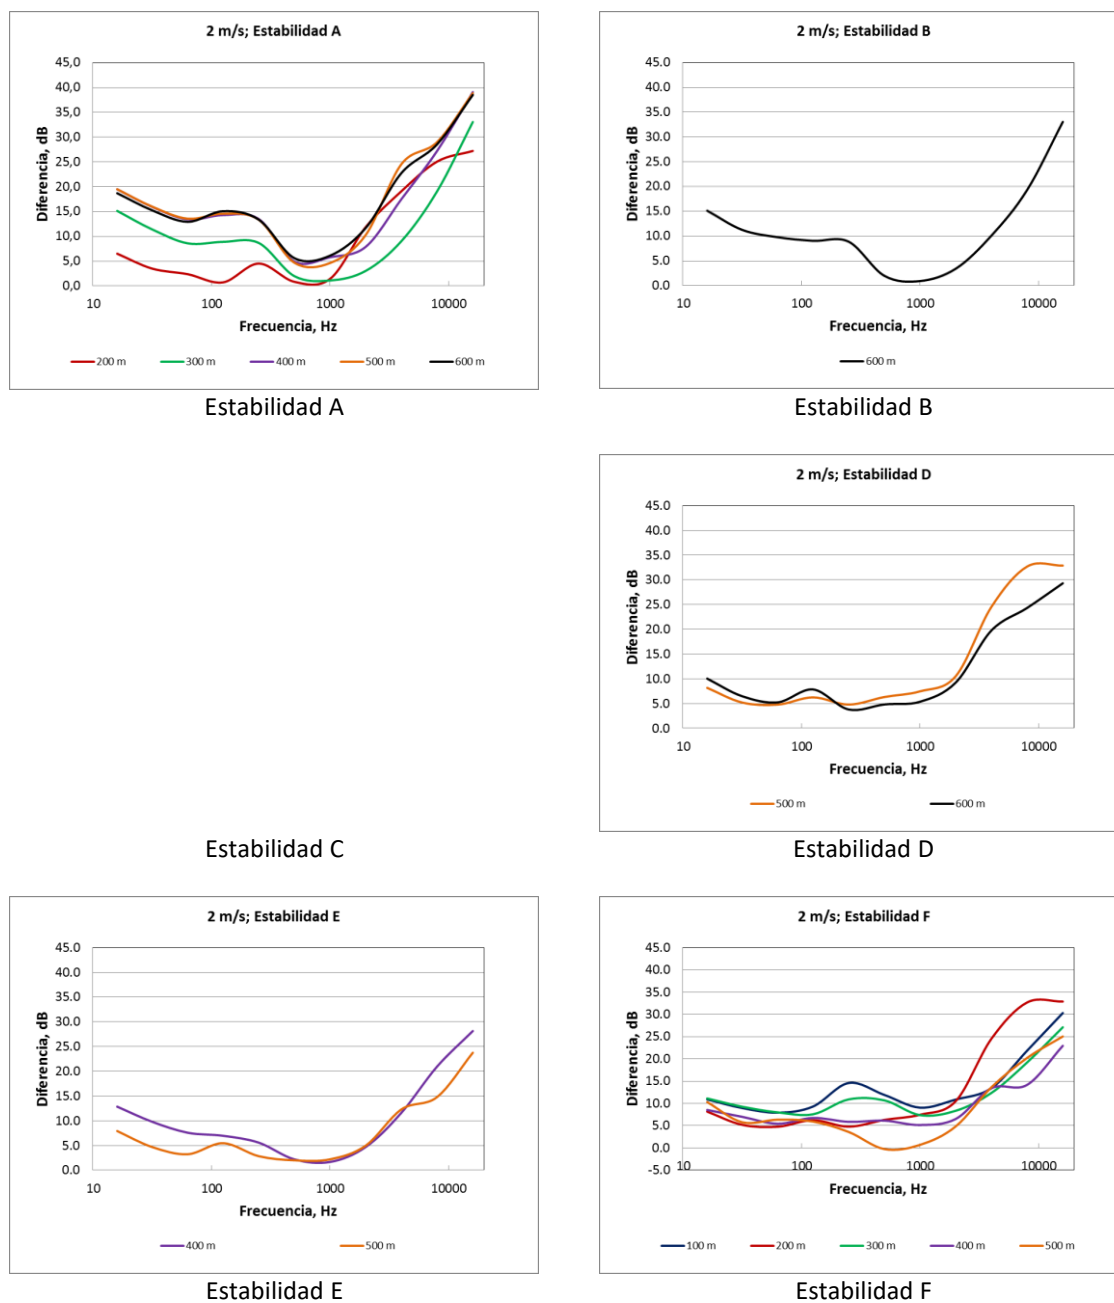 2 m/s; Estabilidad A
45,0
40,0
35,0
30,0
25,0
20,0
15,0
10,0
5,0
0,0
Diferencia, dB
10 100 1000 10000
Frecuencia, Hz
200 m 300 m 400 m 500 m 600 m
Estabilidad A
2 m/s; Estabilidad B
45.0
40.0
35.0
30.0
25.0
20.0
15.0
10.0
5.0
0.0
Diferencia, dB
10 100 1000 10000
Frecuencia, Hz
600 m
Estabilidad B
Estabilidad C
2 m/s; Estabilidad D
45.0
40.0
35.0
30.0
25.0
20.0
15.0
10.0
5.0
0.0
Diferencia, dB
10 100 1000 10000
Frecuencia, Hz
500 m 600 m
Estabilidad D
2 m/s; Estabilidad E
45.0
40.0
35.0
30.0
25.0
20.0
15.0
10.0
5.0
0.0
Diferencia, dB
10 100 1000 10000
Frecuencia, Hz
400 m 500 m
Estabilidad E
2 m/s; Estabilidad F
45.0
40.0
35.0
30.0
25.0
20.0
15.0
10.0
5.0
0.0
-5.0
Diferencia, dB
10 100 1000 10000
Frecuencia, Hz
100 m 200 m 300 m 400 m 500 m
Estabilidad F